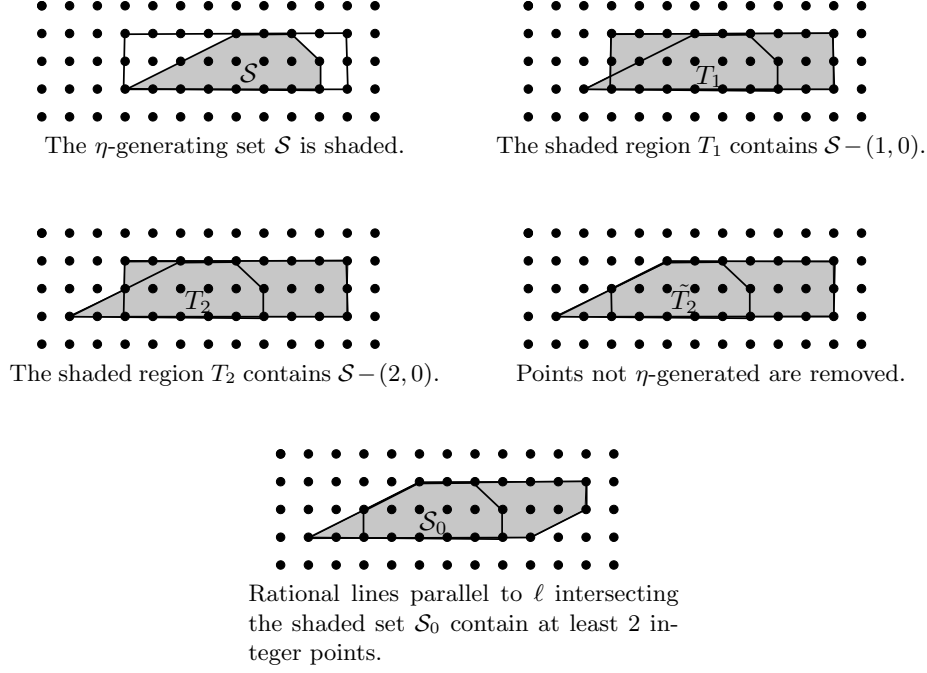 S
T₁
The η-generating set S is shaded.
The shaded region T₁ contains S−(1, 0).
T₂
T̃₂
The shaded region T₂ contains S−(2, 0).
Points not η-generated are removed.
S₀
Rational lines parallel to ℓ intersecting
the shaded set S₀ contain at least 2 in-
teger points.